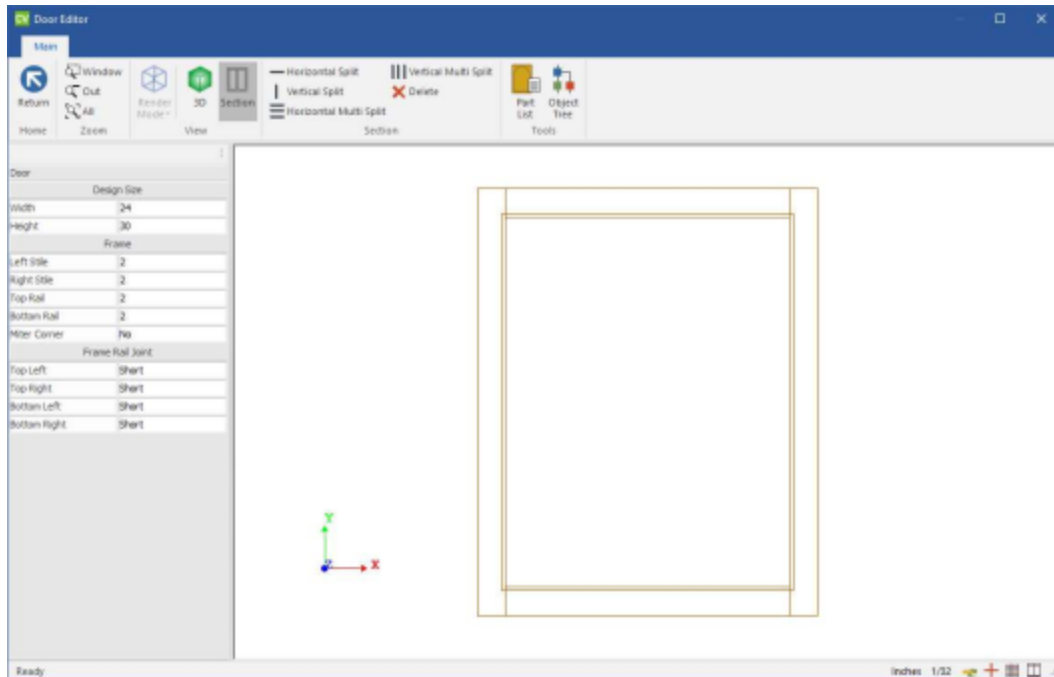 CV Door Editor
Main
Return
Window
Out
All
Render Mode
3D
Section
Horizontal Split
Vertical Split
Horizontal Multi Split
Vertical Multi Split
Delete
Part List
Object Tree
Home
Zoom
View
Section
Tools
Door
Design Size
Width 24
Height 30
Frame
Left Stile 2
Right Stile 2
Top Rail 2
Bottom Rail 2
Miter Corner No
Frame Rail Joint
Top Left Short
Top Right Short
Bottom Left Short
Bottom Right Short
Y
Z
X
Ready
Inches 1/32